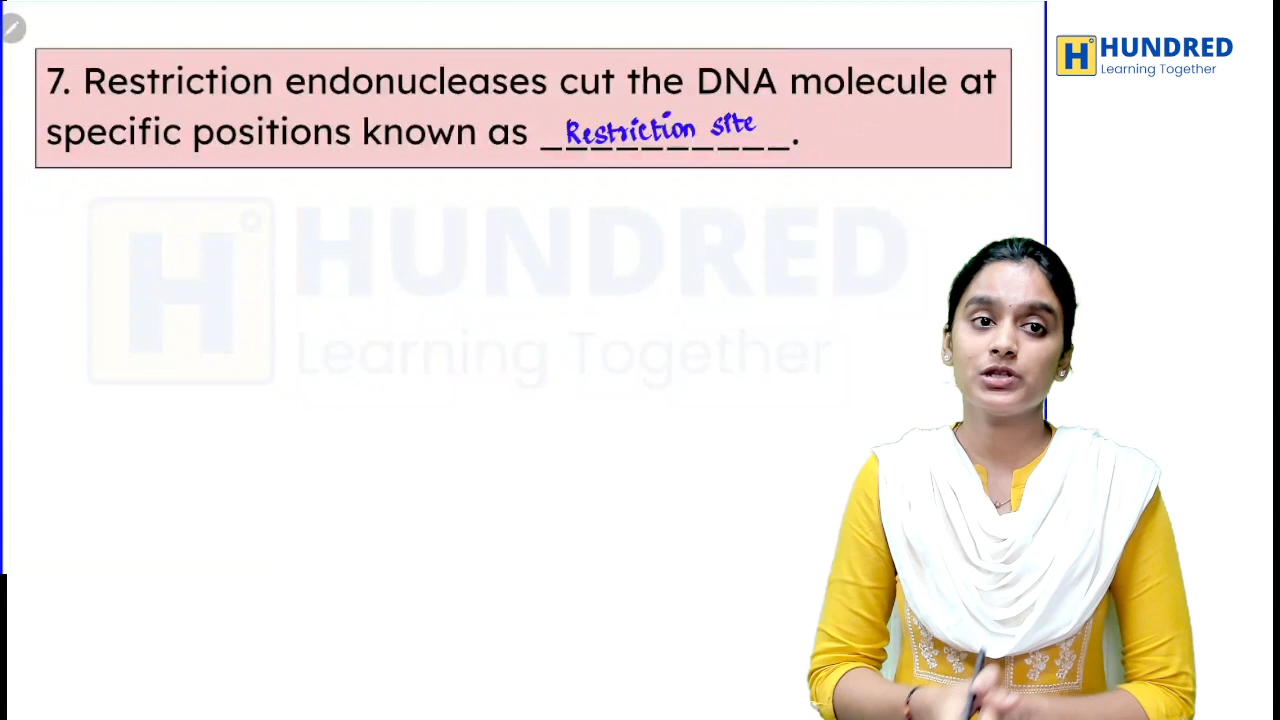 HUNDRED
Learning Together
7. Restriction endonucleases cut the DNA molecule at
specific positions known as Restriction site.
H HUNDRED
Learning Together